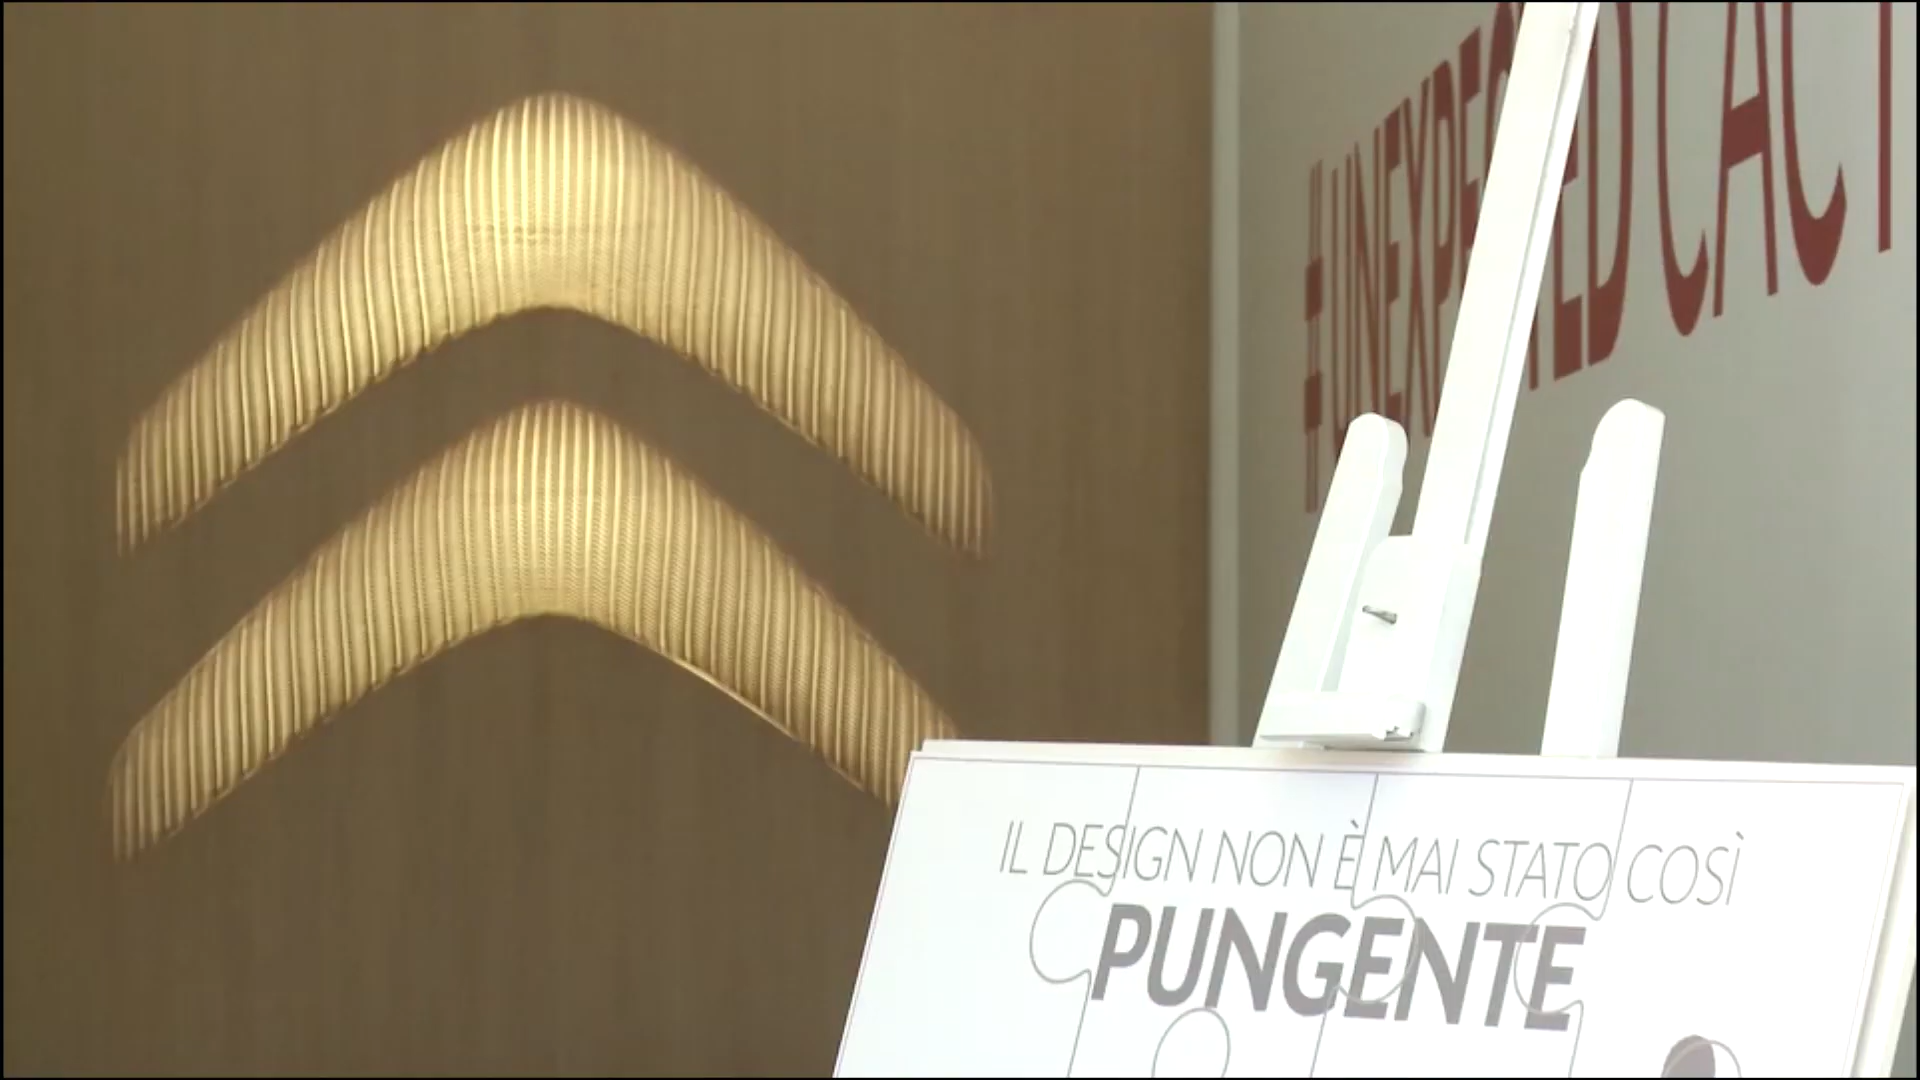 #UNEXPECTED CACT
IL DESIGN NON È MAI STATO COSÌ
PUNGENTE